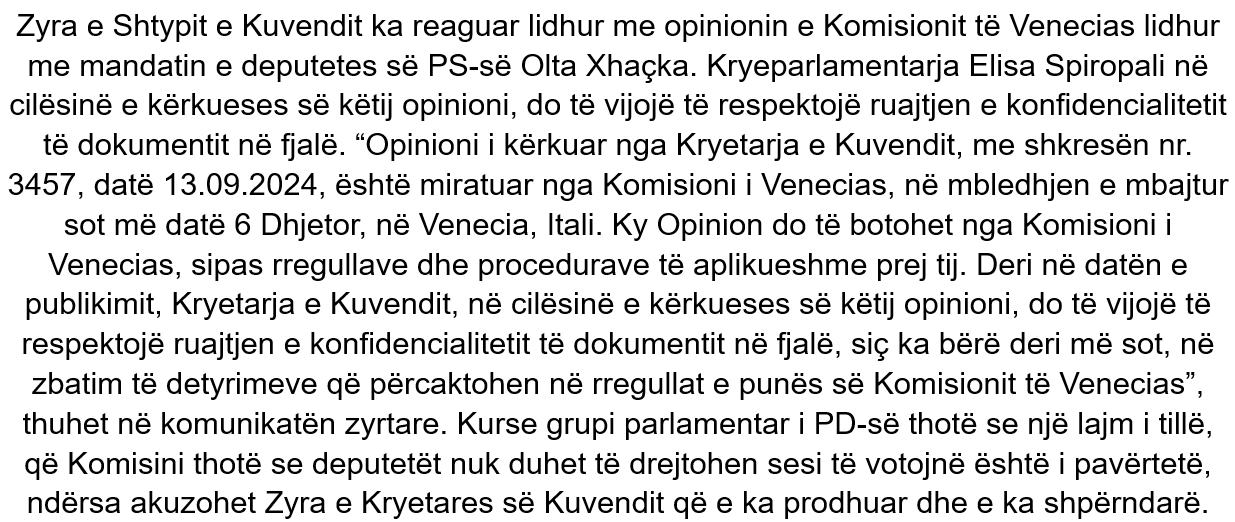 Zyra e Shtypit e Kuvendit ka reaguar lidhur me opinionin e Komisionit të Venecias lidhur
me mandatin e deputetes së PS-së Olta Xhaçka. Kryeparlamentarja Elisa Spiropali në
cilësinë e kërkueses së këtij opinioni, do të vijojë të respektojë ruajtjen e konfidencialitetit
të dokumentit në fjalë. “Opinioni i kërkuar nga Kryetarja e Kuvendit, me shkresën nr.
3457, datë 13.09.2024, është miratuar nga Komisioni i Venecias, në mbledhjen e mbajtur
sot më datë 6 Dhjetor, në Venecia, Itali. Ky Opinion do të botohet nga Komisioni i
Venecias, sipas rregullave dhe procedurave të aplikueshme prej tij. Deri në datën e
publikimit, Kryetarja e Kuvendit, në cilësinë e kërkueses së këtij opinioni, do të vijojë të
respektojë ruajtjen e konfidencialitetit të dokumentit në fjalë, siç ka bërë deri më sot, në
zbatim të detyrimeve që përcaktohen në rregullat e punës së Komisionit të Venecias”,
thuhet në komunikatën zyrtare. Kurse grupi parlamentar i PD-së thotë se një lajm i tillë,
që Komisini thotë se deputetët nuk duhet të drejtohen sesi të votojnë është i pavërtetë,
ndërsa akuzohet Zyra e Kryetares së Kuvendit që e ka prodhuar dhe e ka shpërndarë.